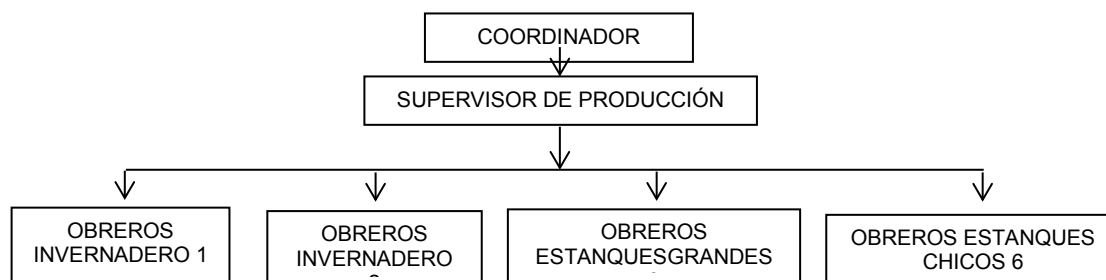 COORDINADOR
SUPERVISOR DE PRODUCCIÓN
OBREROS
INVERNADERO 1
OBREROS
INVERNADERO
OBREROS
ESTANQUESGRANDES
OBREROS ESTANQUES
CHICOS 6